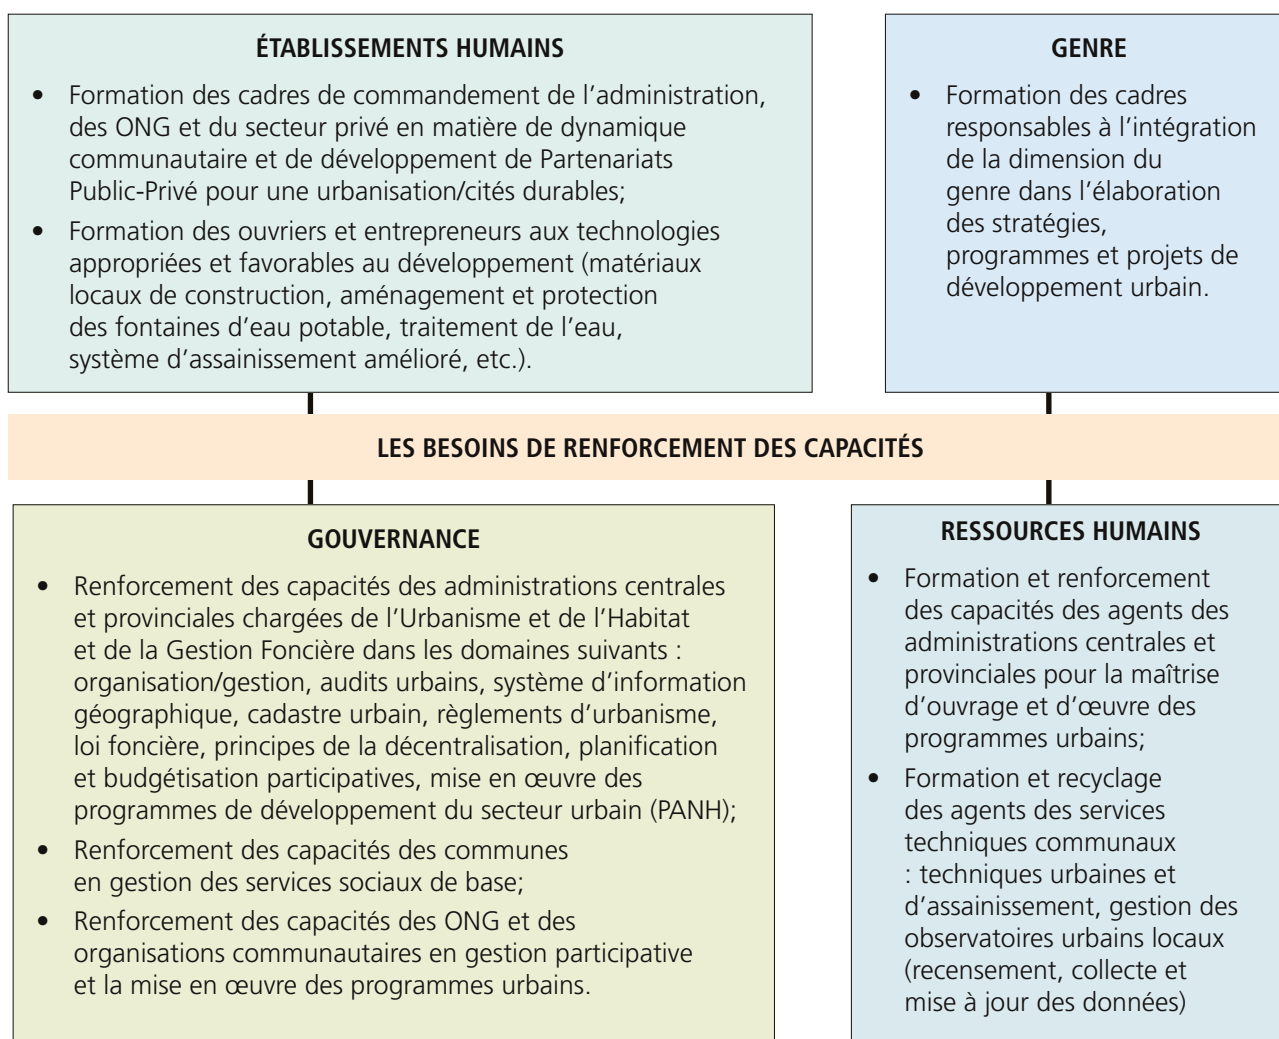 ÉTABLISSEMENTS HUMAINS
• Formation des cadres de commandement de l'administration,
des ONG et du secteur privé en matière de dynamique
communautaire et de développement de Partenariats
Public-Privé pour une urbanisation/cités durables;
• Formation des ouvriers et entrepreneurs aux technologies
appropriées et favorables au développement (matériaux
locaux de construction, aménagement et protection
des fontaines d'eau potable, traitement de l'eau,
système d'assainissement amélioré, etc.).
GENRE
• Formation des cadres
responsables à l'intégration
de la dimension du
genre dans l'élaboration
des stratégies,
programmes et projets de
développement urbain.
LES BESOINS DE RENFORCEMENT DES CAPACITÉS
GOUVERNANCE
• Renforcement des capacités des administrations centrales
et provinciales chargées de l'Urbanisme et de l'Habitat
et de la Gestion Foncière dans les domaines suivants :
organisation/gestion, audits urbains, système d'information
géographique, cadastre urbain, règlements d'urbanisme,
loi foncière, principes de la décentralisation, planification
et budgétisation participatives, mise en œuvre des
programmes de développement du secteur urbain (PANH);
• Renforcement des capacités des communes
en gestion des services sociaux de base;
• Renforcement des capacités des ONG et des
organisations communautaires en gestion participative
et la mise en œuvre des programmes urbains.
RESSOURCES HUMAINS
• Formation et renforcement
des capacités des agents des
administrations centrales et
provinciales pour la maîtrise
d'ouvrage et d'œuvre des
programmes urbains;
• Formation et recyclage
des agents des services
techniques communaux
: techniques urbaines et
d'assainissement, gestion des
observatoires urbains locaux
(recensement, collecte et
mise à jour des données)